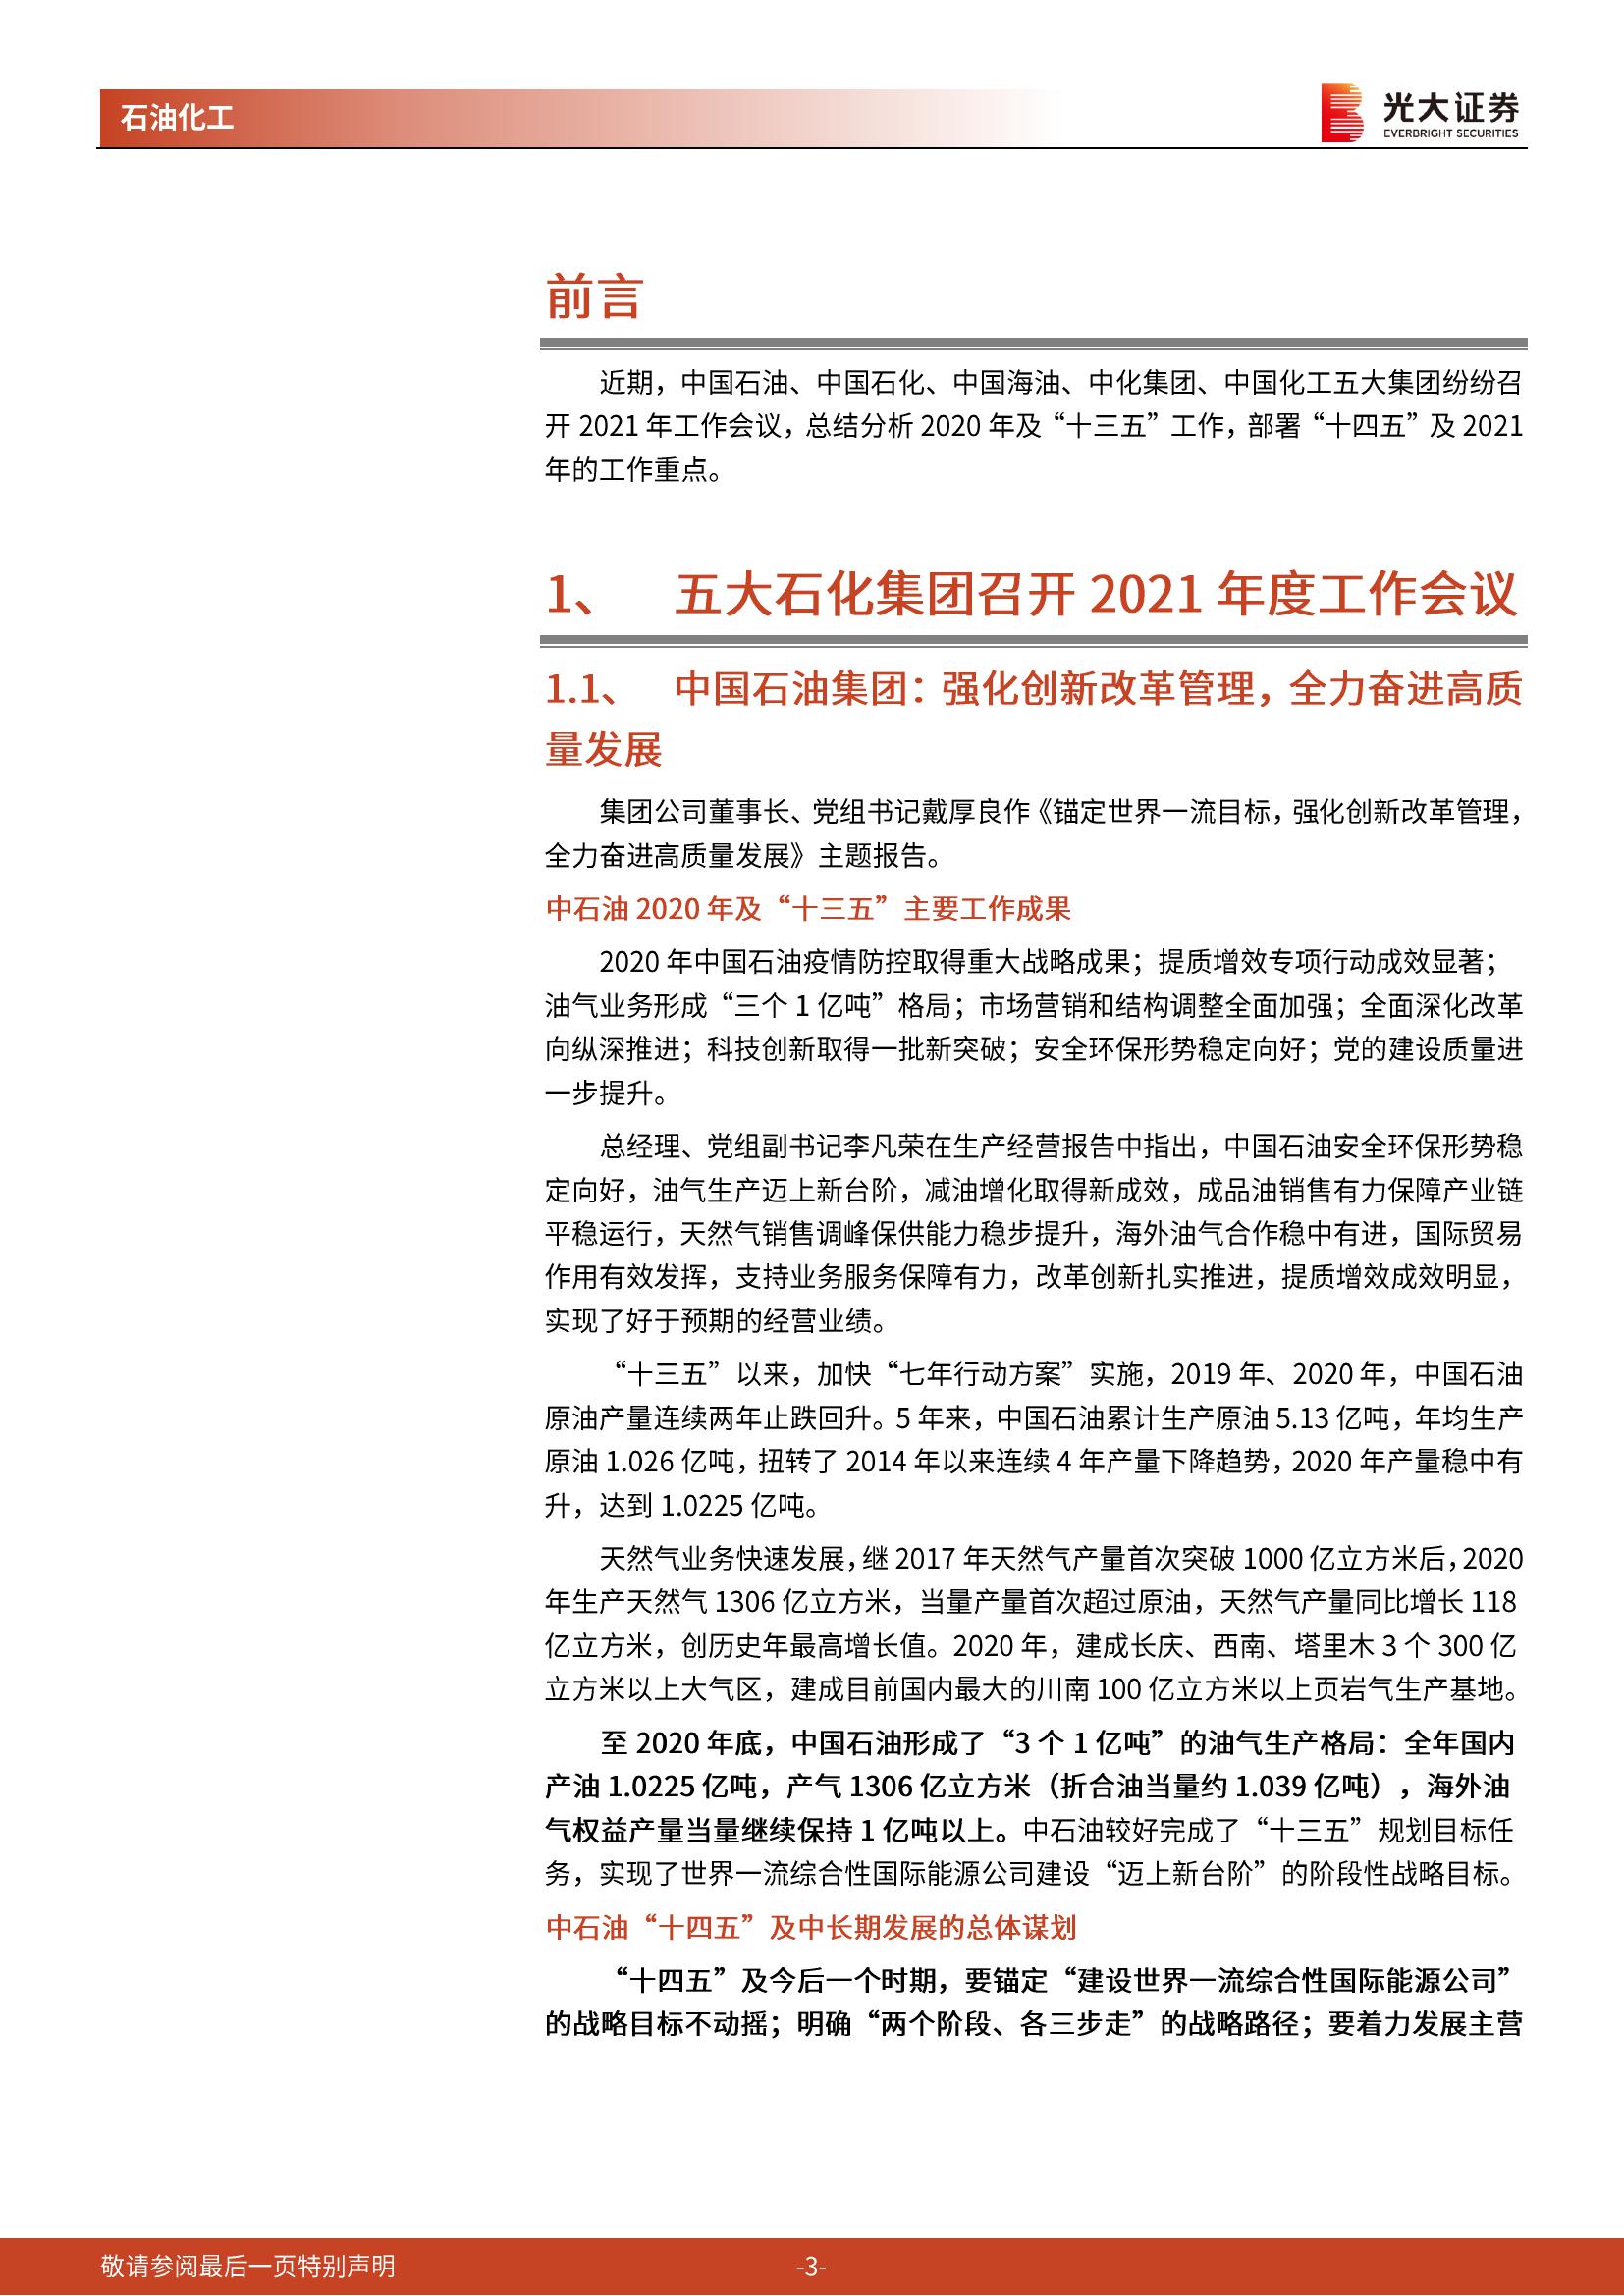 石油化工
光大证券
EVERBRIGHT SECURITIES
前言
近期，中国石油、中国石化、中国海油、中化集团、中国化工五大集团纷纷召
开 2021 年工作会议，总结分析 2020 年及“十三五”工作，部署“十四五”及 2021
年的工作重点。
1、 五大石化集团召开 2021 年度工作会议
1.1、 中国石油集团：强化创新改革管理，全力奋进高质
量发展
集团公司董事长、党组书记戴厚良作《锚定世界一流目标，强化创新改革管理，
全力奋进高质量发展》主题报告。
中石油 2020 年及“十三五”主要工作成果
2020 年中国石油疫情防控取得重大战略成果；提质增效专项行动成效显著；
油气业务形成“三个 1 亿吨”格局；市场营销和结构调整全面加强；全面深化改革
向纵深推进；科技创新取得一批新突破；安全环保形势稳定向好；党的建设质量进
一步提升。
总经理、党组副书记李凡荣在生产经营报告中指出，中国石油安全环保形势稳
定向好，油气生产迈上新台阶，减油增化取得新成效，成品油销售有力保障产业链
平稳运行，天然气销售调峰保供能力稳步提升，海外油气合作稳中有进，国际贸易
作用有效发挥，支持业务服务保障有力，改革创新扎实推进，提质增效成效明显，
实现了好于预期的经营业绩。
“十三五”以来，加快“七年行动方案”实施，2019 年、2020 年，中国石油
原油产量连续两年止跌回升。5 年来，中国石油累计生产原油 5.13 亿吨，年均生产
原油 1.026 亿吨，扭转了 2014 年以来连续 4 年产量下降趋势，2020 年产量稳中有
升，达到 1.0225 亿吨。
天然气业务快速发展，继 2017 年天然气产量首次突破 1000 亿立方米后，2020
年生产天然气 1306 亿立方米，当量产量首次超过原油，天然气产量同比增长 118
亿立方米，创历史年最高增长值。2020 年，建成长庆、西南、塔里木 3 个 300 亿
立方米以上大气区，建成目前国内最大的川南 100 亿立方米以上页岩气生产基地。
至 2020 年底，中国石油形成了“3 个 1 亿吨”的油气生产格局：全年国内
产油 1.0225 亿吨，产气 1306 亿立方米（折合油当量约 1.039 亿吨），海外油
气权益产量当量继续保持 1 亿吨以上。中石油较好完成了“十三五”规划目标任
务，实现了世界一流综合性国际能源公司建设“迈上新台阶”的阶段性战略目标。
中石油“十四五”及中长期发展的总体谋划
“十四五”及今后一个时期，要锚定“建设世界一流综合性国际能源公司”
的战略目标不动摇；明确“两个阶段、各三步走”的战略路径；要着力发展主营
敬请参阅最后一页特别声明
-3-